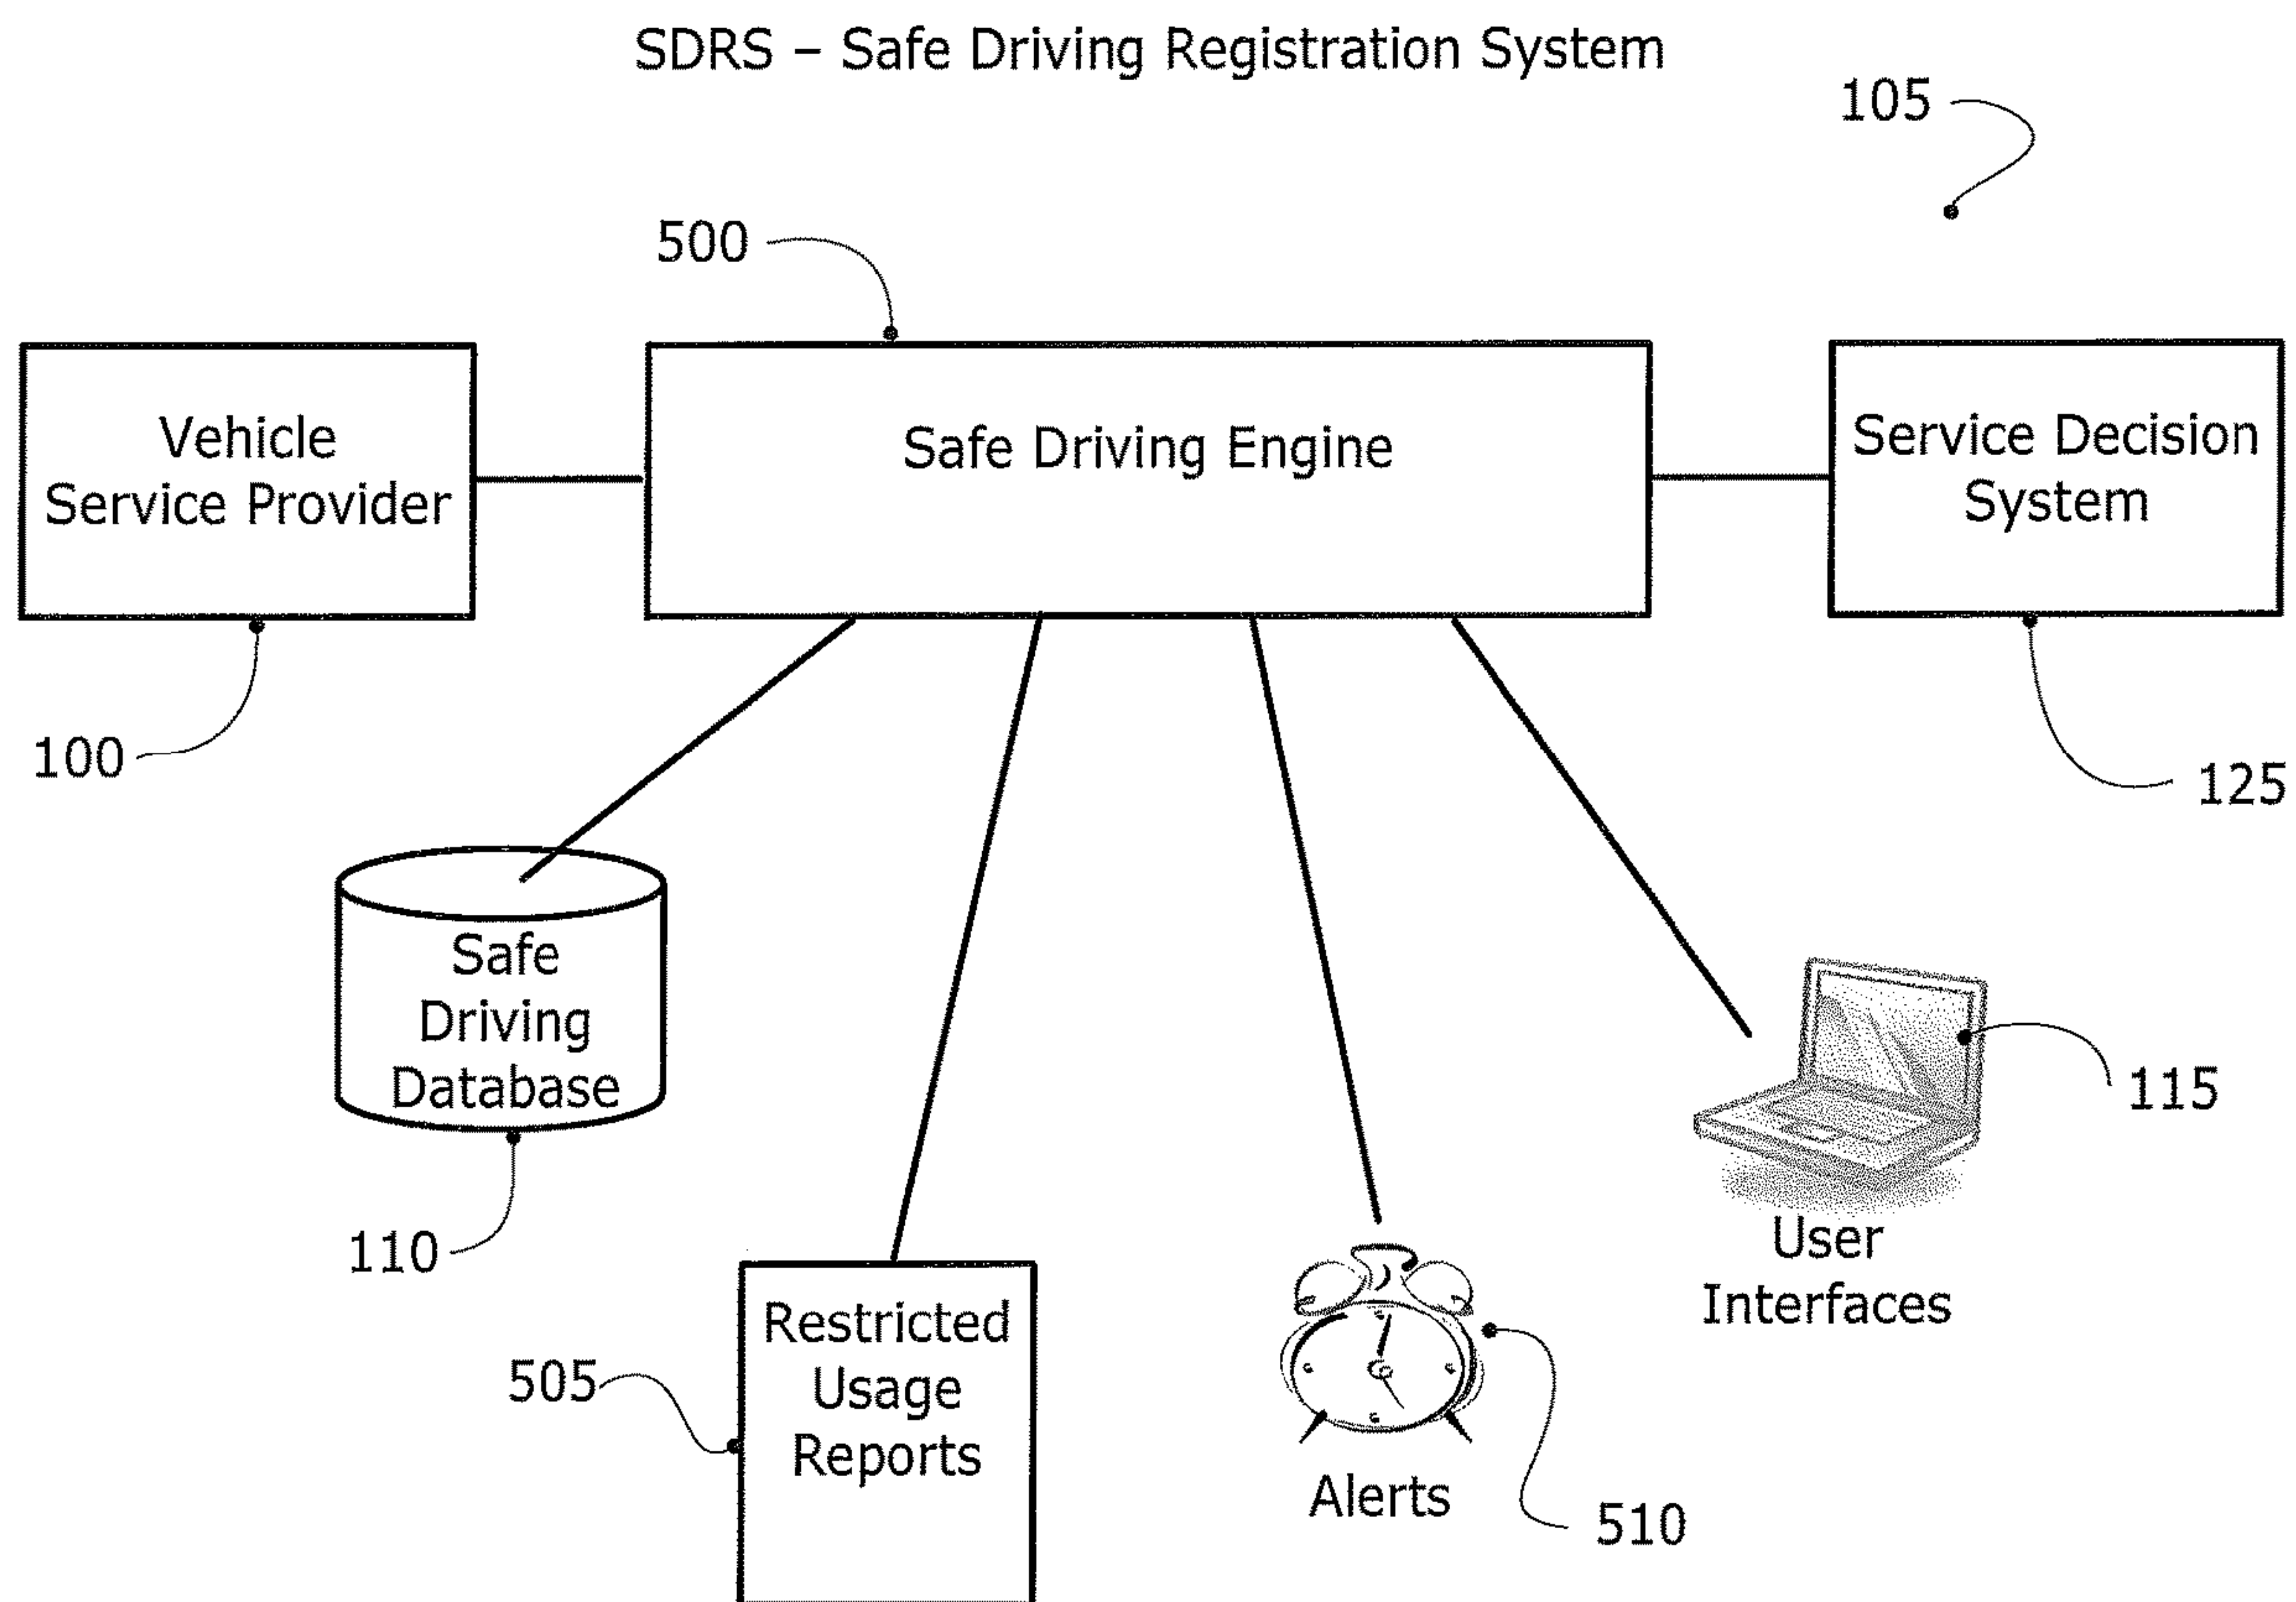 SDRS – Safe Driving Registration System
105
500
Vehicle
Service Provider
Safe Driving Engine
Service Decision
System
100
125
Safe
Driving
Database
115
110
User
Interfaces
Restricted
Usage
Reports
505
Alerts
510